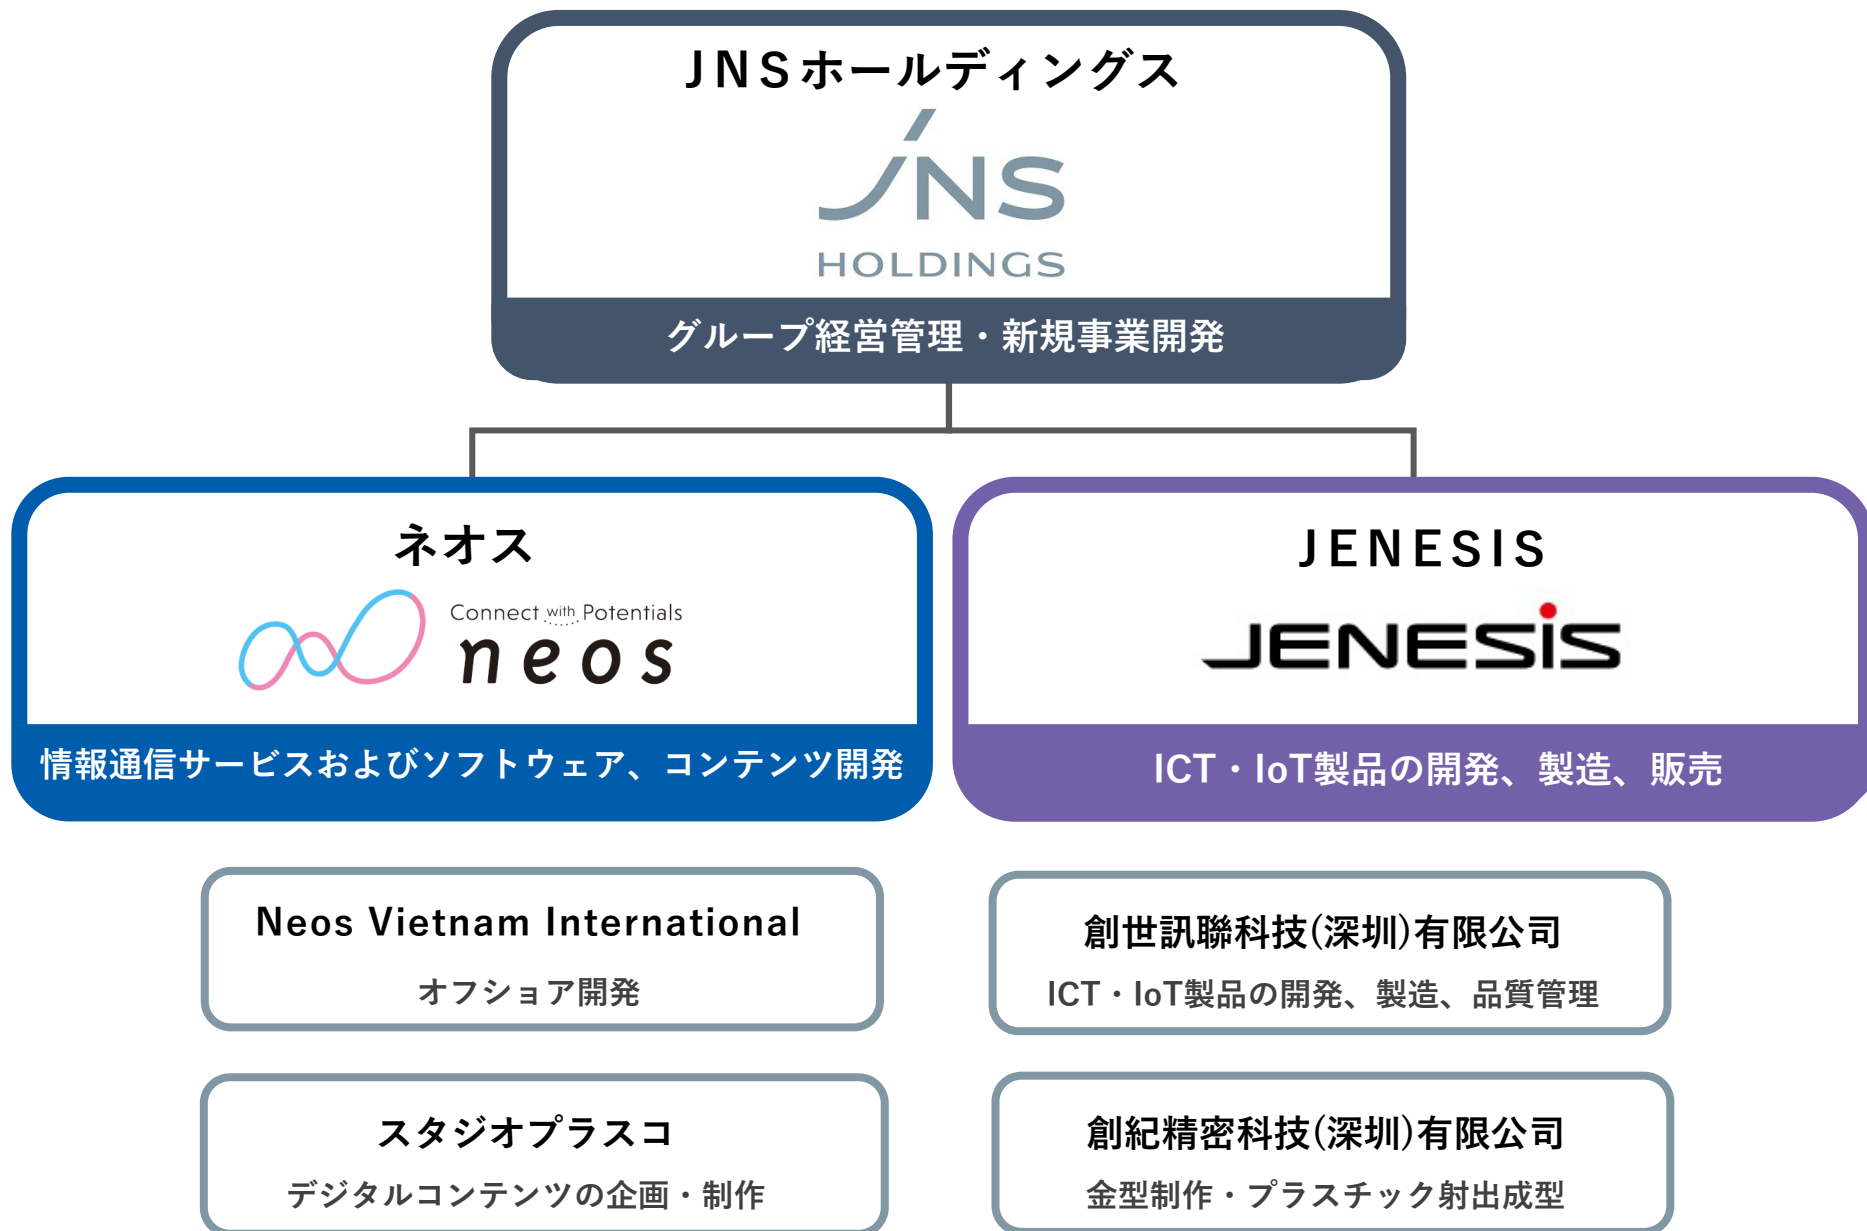 JNSホールディングス
JNS
HOLDINGS
グループ経営管理・新規事業開発
ネオス
Connect with Potentials
neos
情報通信サービスおよびソフトウェア、コンテンツ開発
JENESIS
JENESIS
ICT・IoT製品の開発、製造、販売
Neos Vietnam International
オフショア開発
創世訊聯科技(深圳)有限公司
ICT・IoT製品の開発、製造、品質管理
スタジオプラスコ
デジタルコンテンツの企画・制作
創紀精密科技(深圳)有限公司
金型制作・プラスチック射出成型